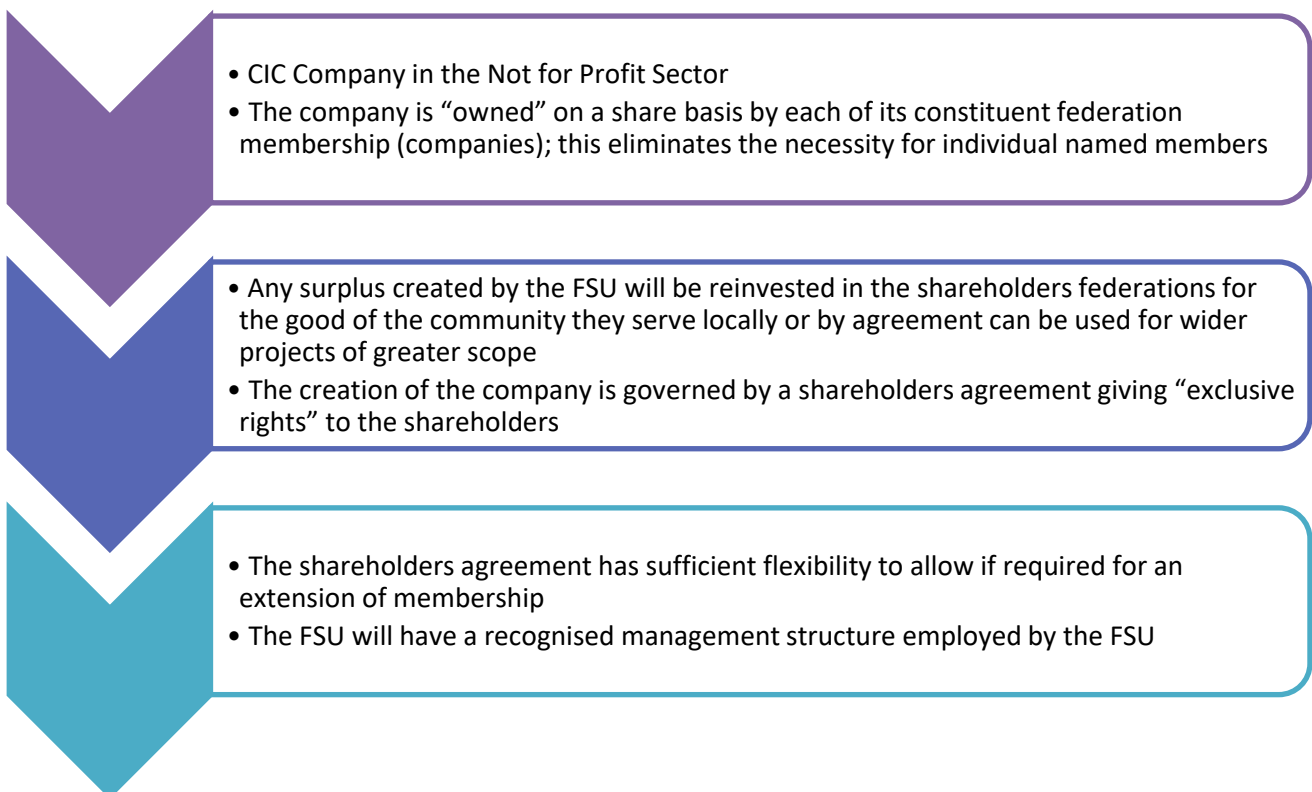 • CIC Company in the Not for Profit Sector
• The company is “owned” on a share basis by each of its constituent federation
membership (companies); this eliminates the necessity for individual named members
• Any surplus created by the FSU will be reinvested in the shareholders federations for
the good of the community they serve locally or by agreement can be used for wider
projects of greater scope
• The creation of the company is governed by a shareholders agreement giving “exclusive
rights” to the shareholders
• The shareholders agreement has sufficient flexibility to allow if required for an
extension of membership
• The FSU will have a recognised management structure employed by the FSU